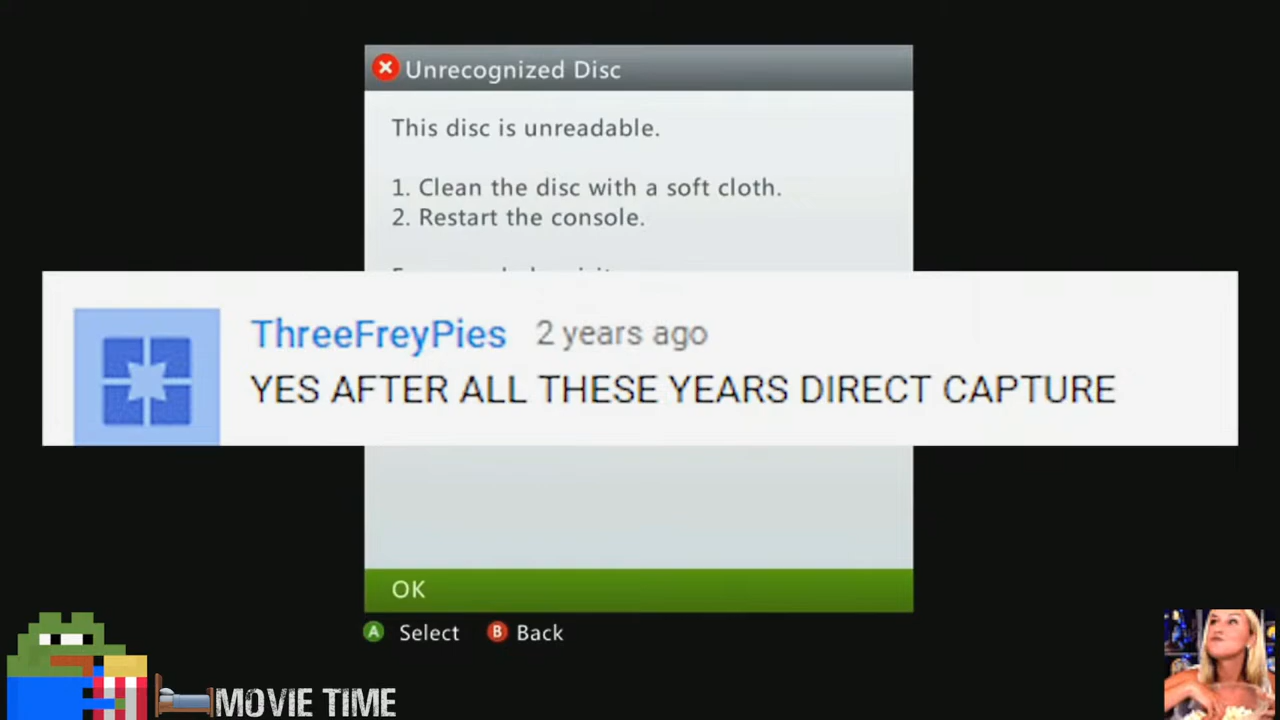 Unrecognized Disc
This disc is unreadable.
1. Clean the disc with a soft cloth.
2. Restart the console.
ThreeFreyPies 2 years ago
YES AFTER ALL THESE YEARS DIRECT CAPTURE
OK
A Select B Back
MOVIE TIME